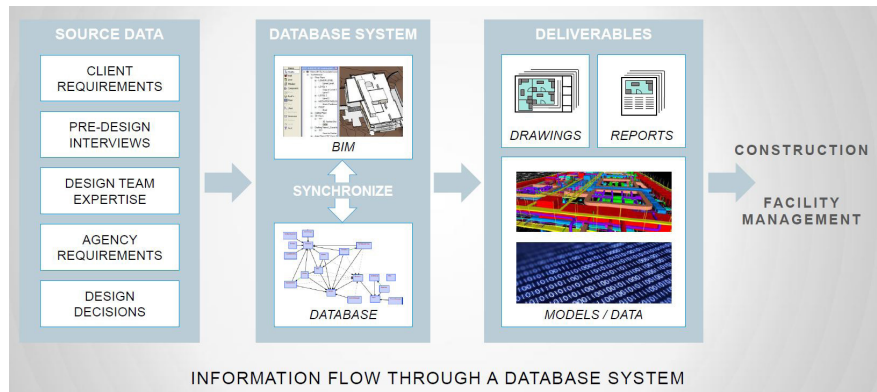 SOURCE DATA
CLIENT
REQUIREMENTS
PRE-DESIGN
INTERVIEWS
DESIGN TEAM
EXPERTISE
AGENCY
REQUIREMENTS
DESIGN
DECISIONS
DATABASE SYSTEM
BIM
SYNCHRONIZE
DATABASE
DELIVERABLES
DRAWINGS
REPORTS
MODELS / DATA
CONSTRUCTION
FACILITY
MANAGEMENT
INFORMATION FLOW THROUGH A DATABASE SYSTEM